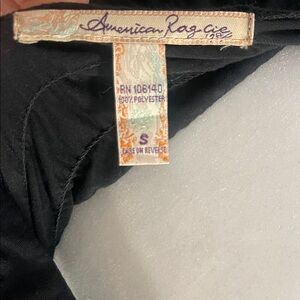 American Rag Cie
RN 106140
100% POLYESTER
S
CARE ON REVERSE